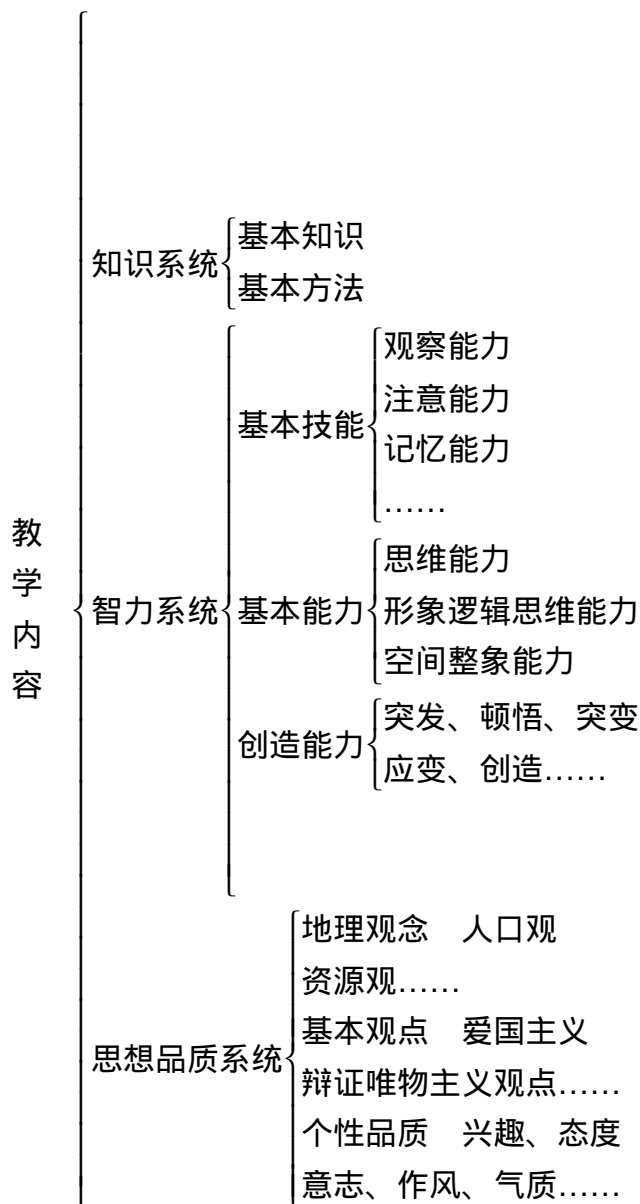 教
学
内
容
知识系统
基本知识
基本方法
智力系统
基本技能
观察能力
注意能力
记忆能力
……
基本能力
思维能力
形象逻辑思维能力
空间整象能力
创造能力
突发、顿悟、突变
应变、创造……
思想品质系统
地理观念 人口观
资源观……
基本观点 爱国主义
辩证唯物主义观点……
个性品质 兴趣、态度
意志、作风、气质……